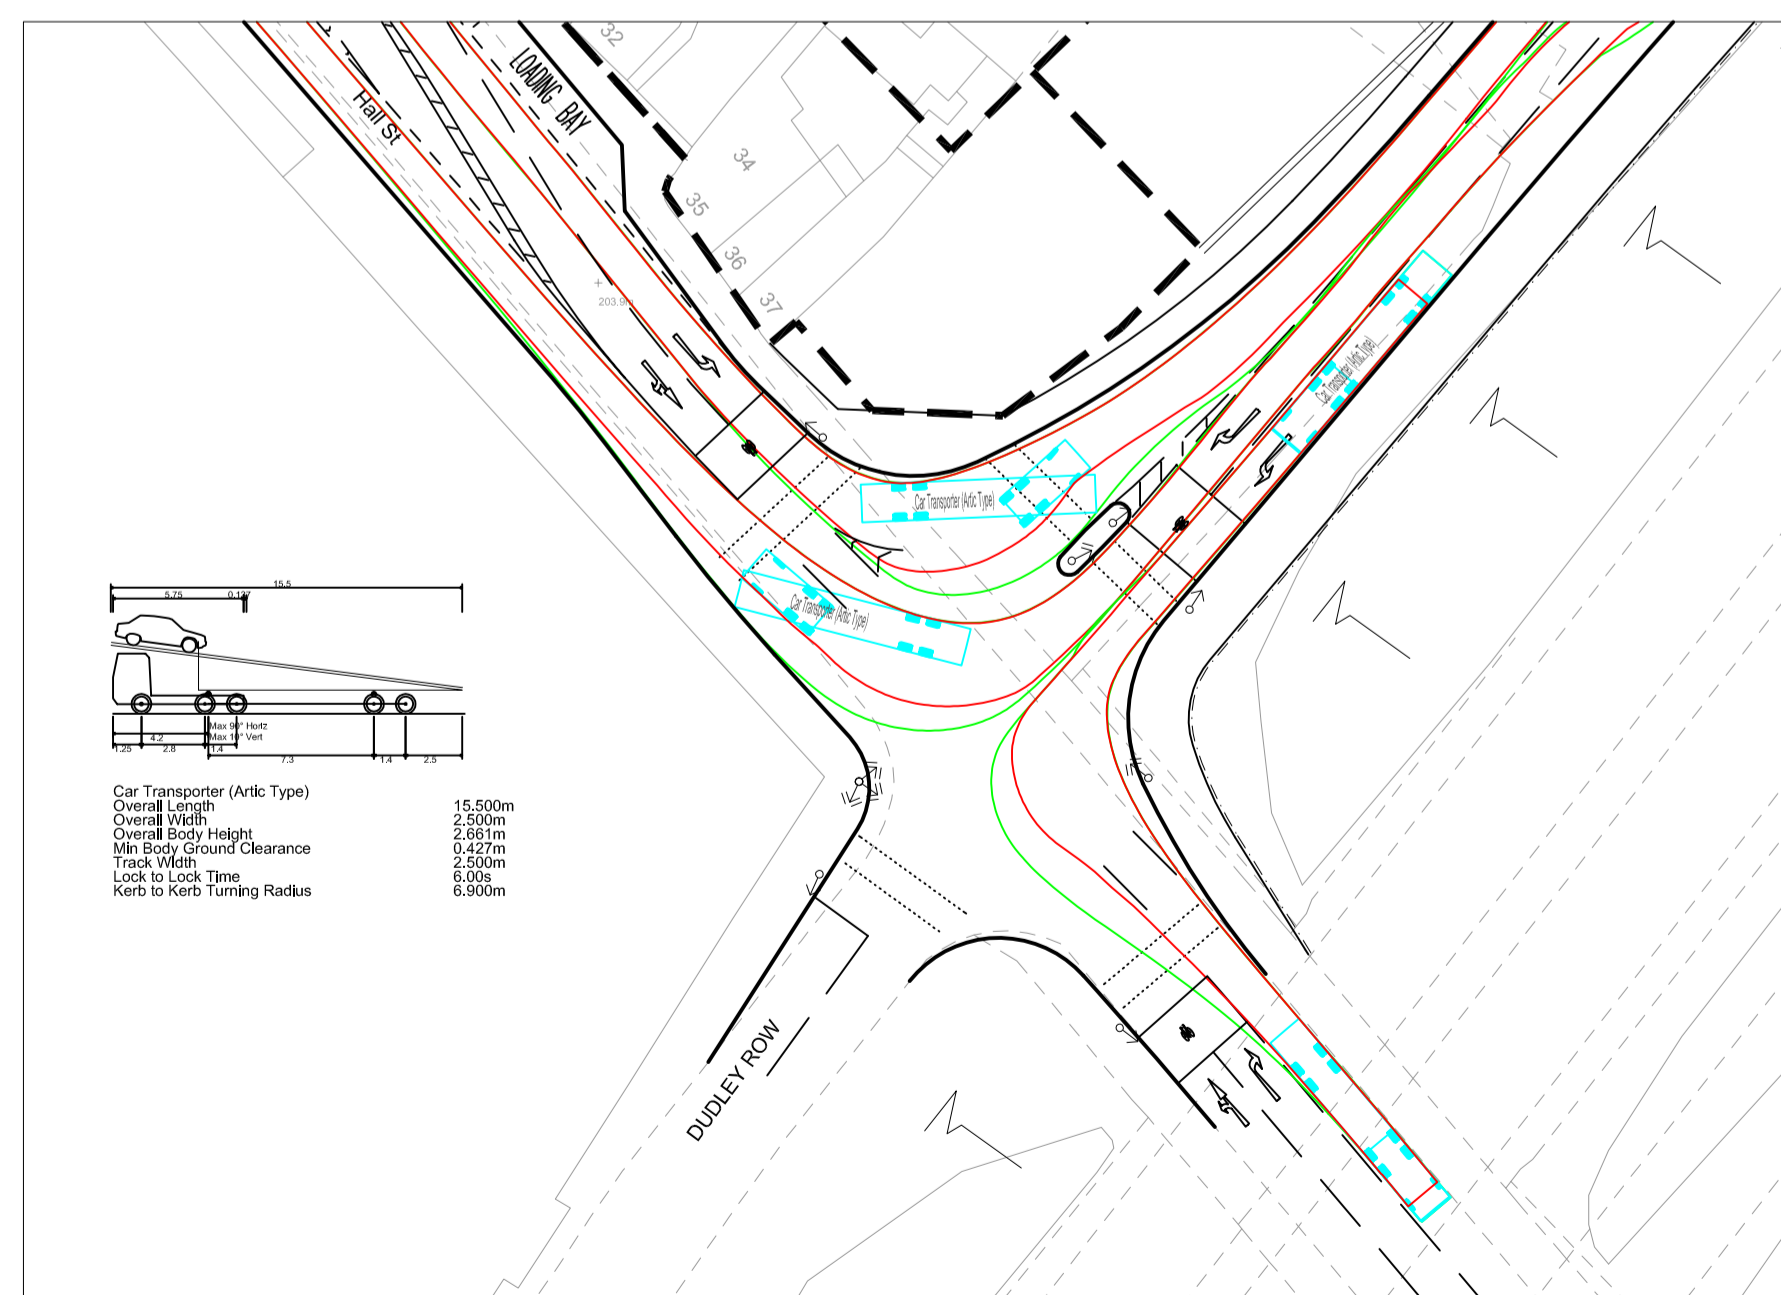 32
LOADING BAY
Hall St
34
35
36
203.9m
37
Car Transporter (Artic Type)
Car Transporter (Artic Type)
Car Transporter (Artic Type)
15.5
5.75
0.137
Max 90° Horiz
4.2
Max 10° Vert
1.25
2.8
1.4
7.3
1.4
2.5
Car Transporter (Artic Type)
Overall Length 15.500m
Overall Width 2.500m
Overall Body Height 2.661m
Min Body Ground Clearance 0.427m
Track Width 2.500m
Lock to Lock Time 6.00s
Kerb to Kerb Turning Radius 6.900m
DUDLEY ROW